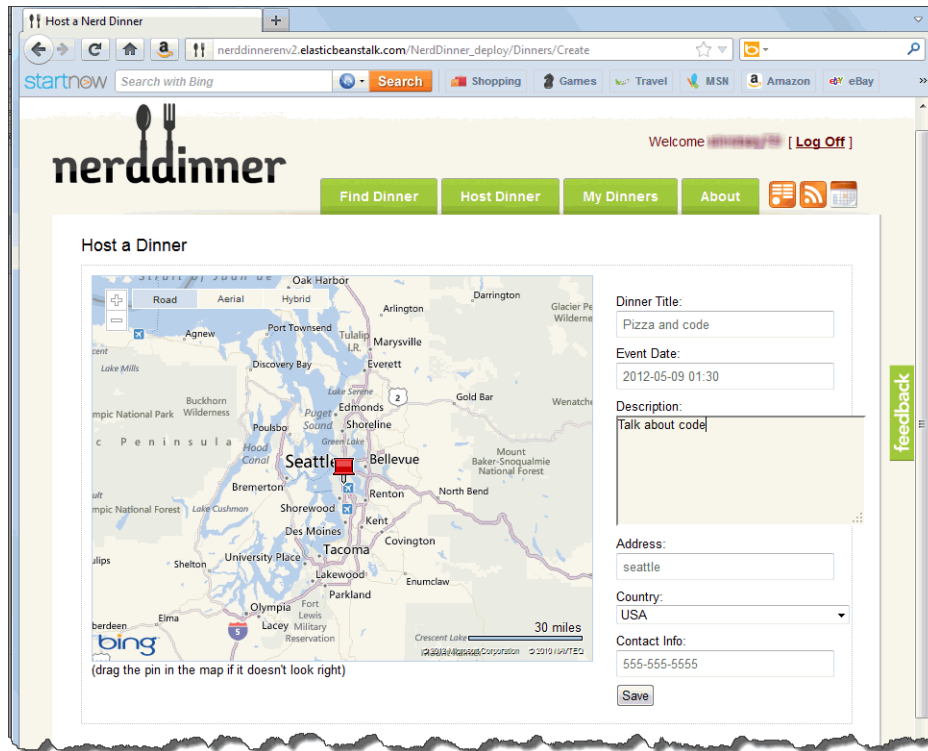 Host a Nerd Dinner
nerddinnerenv2.elasticbeanstalk.com/NerdDinner_deploy/Dinners/Create
startnow
Search with Bing
Search
Shopping
Games
Travel
MSN
Amazon
eBay
nerddinner
Welcome
[ Log Off ]
Find Dinner
Host Dinner
My Dinners
About
Host a Dinner
Road
Aerial
Hybrid
Oak Harbor
Darrington
Arlington
Glacier Pe
Wilderne
Agnew
Port Townsend
Tulalip
I.R.
Marysville
Lake Mills
Discovery Bay
Everett
Lake Serene
2
Gold Bar
Wenatche
Buckhorn
Wilderness
mpic National Park
Puget
Sound
Edmonds
Poulsbo
Shoreline
c Peninsula
Hood
Canal
Green Lake
Mount
Baker-Snoqualmie
National Forest
Seattle
Bellevue
Bremerton
Renton
North Bend
mpic National Forest
Lake Cushman
Shorewood
Kent
Des Moines
Covington
University Place
Tacoma
Shelton
Lakewood
Enumclaw
Parkland
Olympia
Fort
Lewis
Military
Reservation
Elma
Lacey
berdeen
5
30 miles
Crescent Lake
bing
© 2010 NAVTEQ
(drag the pin in the map if it doesn't look right)
Dinner Title:
Pizza and code
Event Date:
2012-05-09 01:30
Description:
Talk about code
Address:
seattle
Country:
USA
Contact Info:
555-555-5555
Save
feedback